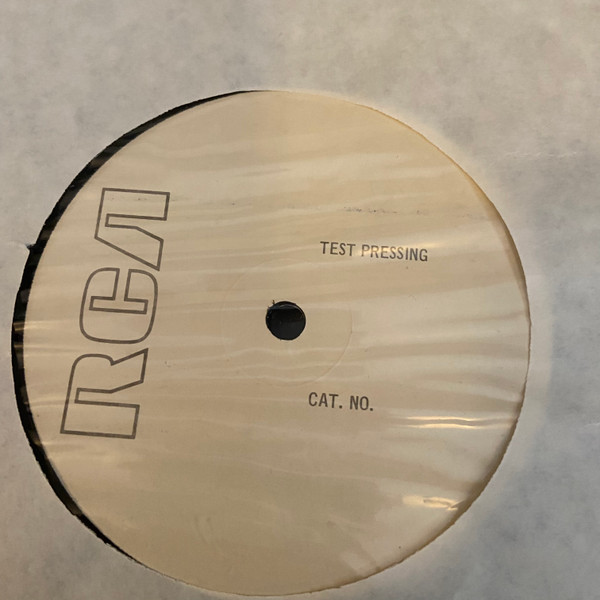 RCA
TEST PRESSING
CAT. NO.